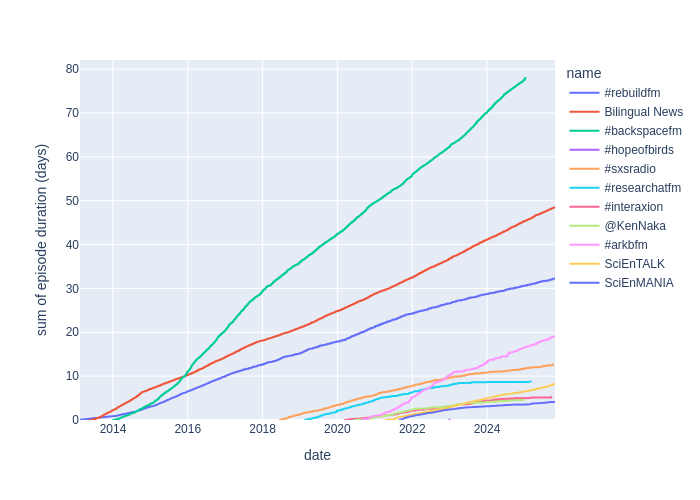 80
70
60
50
40
30
20
10
0
sum of episode duration (days)
2014
2016
2018
2020
2022
2024
date
name
#rebuildfm
Bilingual News
#backspacefm
#hopeofbirds
#sxsradio
#researchatfm
#interaxion
@KenNaka
#arkbfm
SciEnTALK
SciEnMANIA